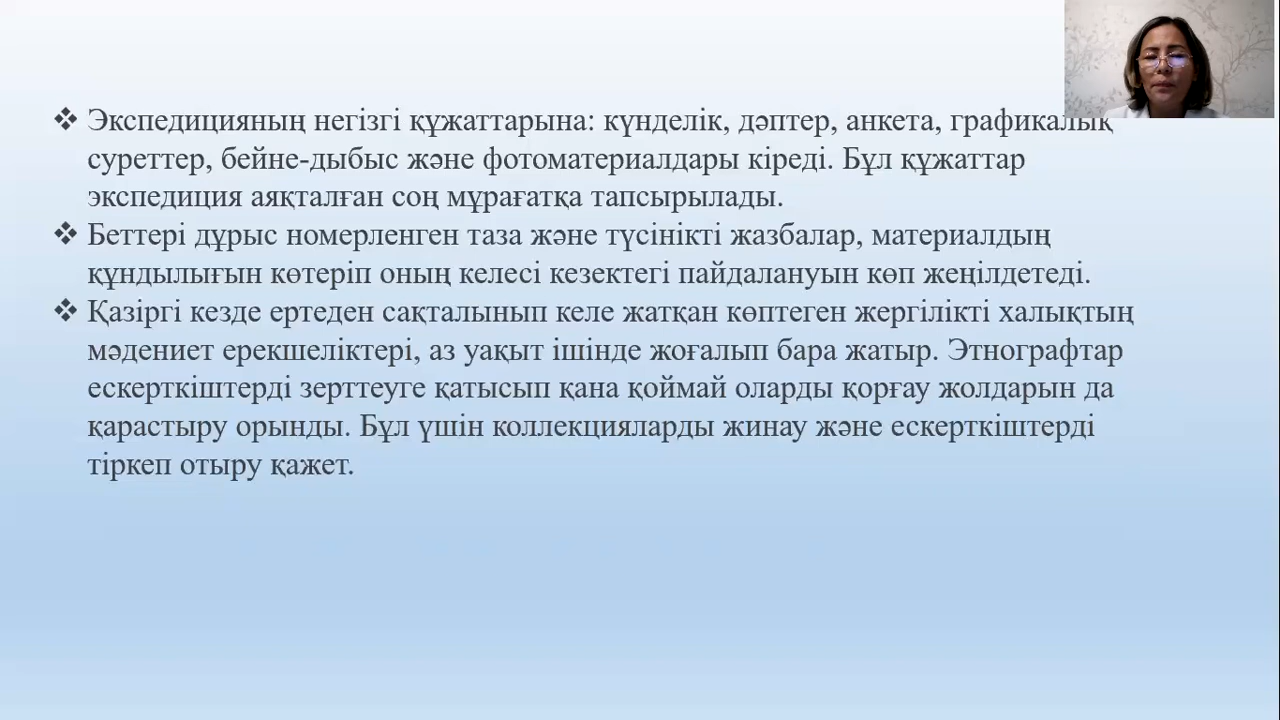 ❖ Экспедицияның негізгі құжаттарына: күнделік, дәптер, анкета, графикалық
суреттер, бейне-дыбыс және фотоматериалдары кіреді. Бұл құжаттар
экспедиция аяқталған соң мұрағатқа тапсырылады.
❖ Беттері дұрыс номерленген таза және түсінікті жазбалар, материалдың
құндылығын көтеріп оның келесі кезектегі пайдалануын көп жеңілдетеді.
❖ Қазіргі кезде ертеден сақталынып келе жатқан көптеген жергілікті халықтың
мәдениет ерекшеліктері, аз уақыт ішінде жоғалып бара жатыр. Этнографтар
ескерткіштерді зерттеуге қатысып қана қоймай оларды қорғау жолдарын да
қарастыру орынды. Бұл үшін коллекцияларды жинау және ескерткіштерді
тіркеп отыру қажет.